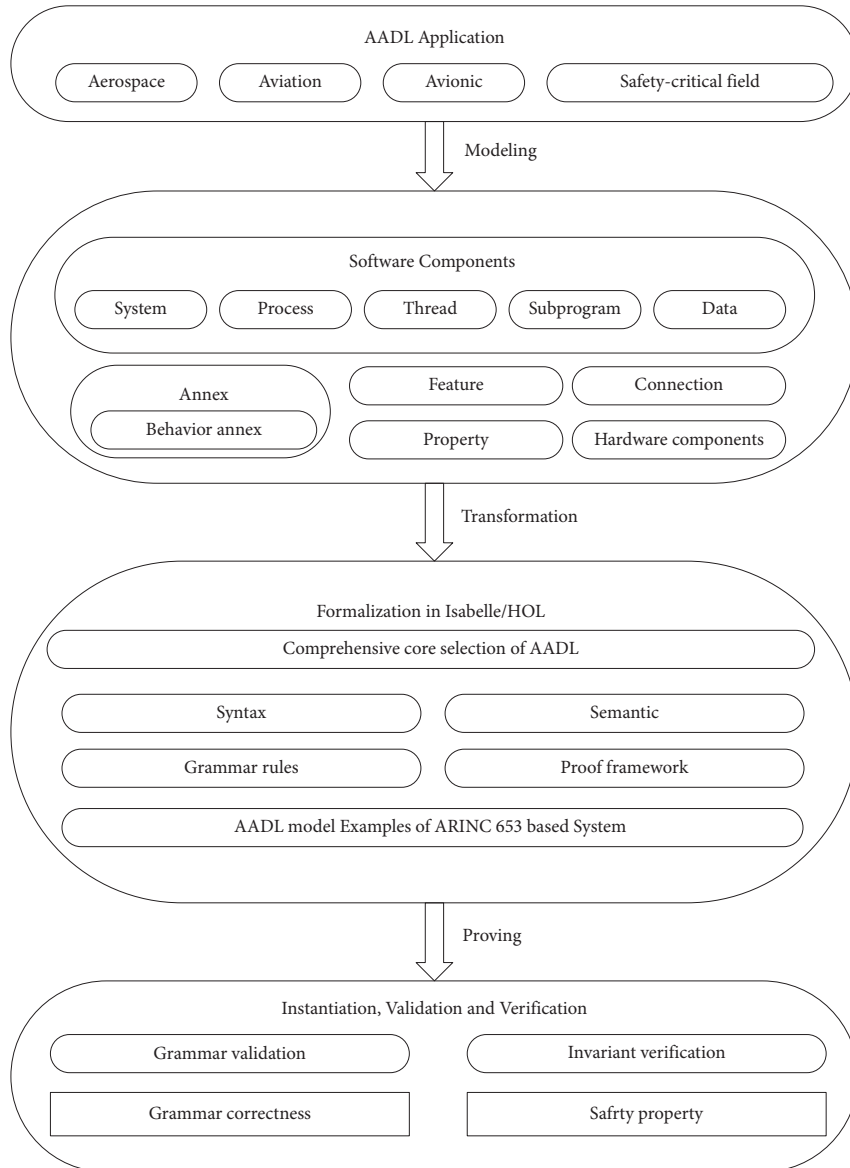 AADL Application
Aerospace
Aviation
Avionic
Safety-critical field
Modeling
Software Components
System
Process
Thread
Subprogram
Data
Annex
Behavior annex
Feature
Connection
Property
Hardware components
Transformation
Formalization in Isabelle/HOL
Comprehensive core selection of AADL
Syntax
Semantic
Grammar rules
Proof framework
AADL model Examples of ARINC 653 based System
Proving
Instantiation, Validation and Verification
Grammar validation
Invariant verification
Grammar correctness
Safrty property